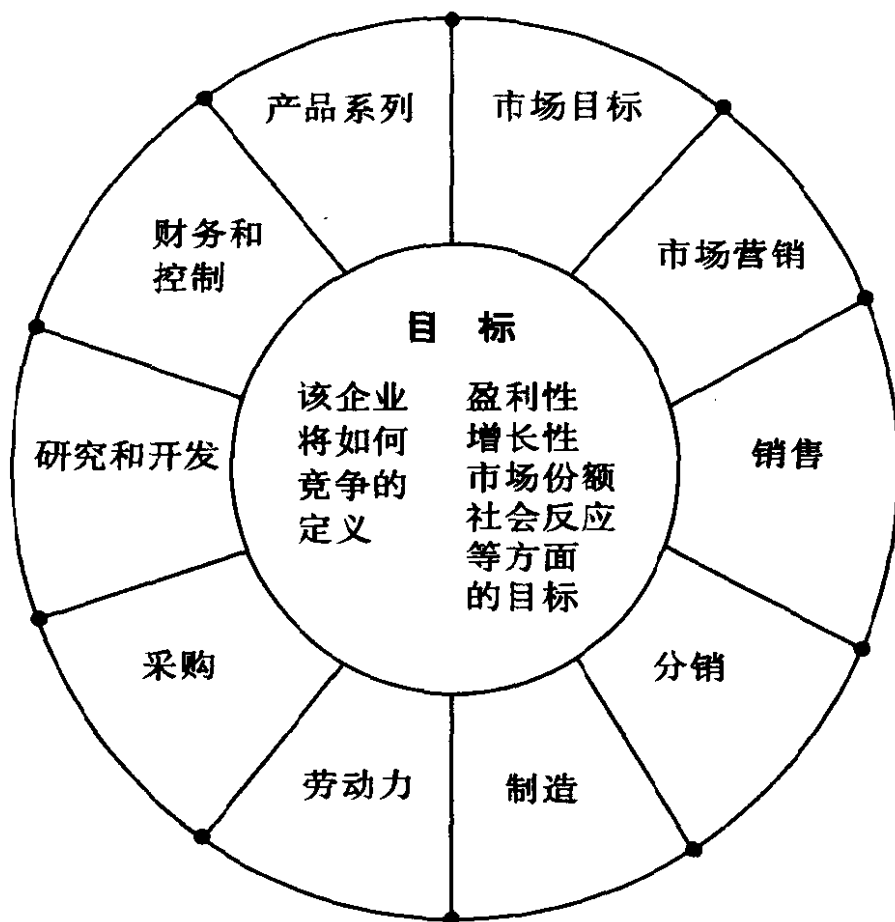 产品系列
市场目标
市场营销
销售
分销
制造
劳动力
采购
研究和开发
财务和
控制
目 标
该企业
将如何
竞争的
定义
盈利性
增长性
市场份额
社会反应
等方面
的目标